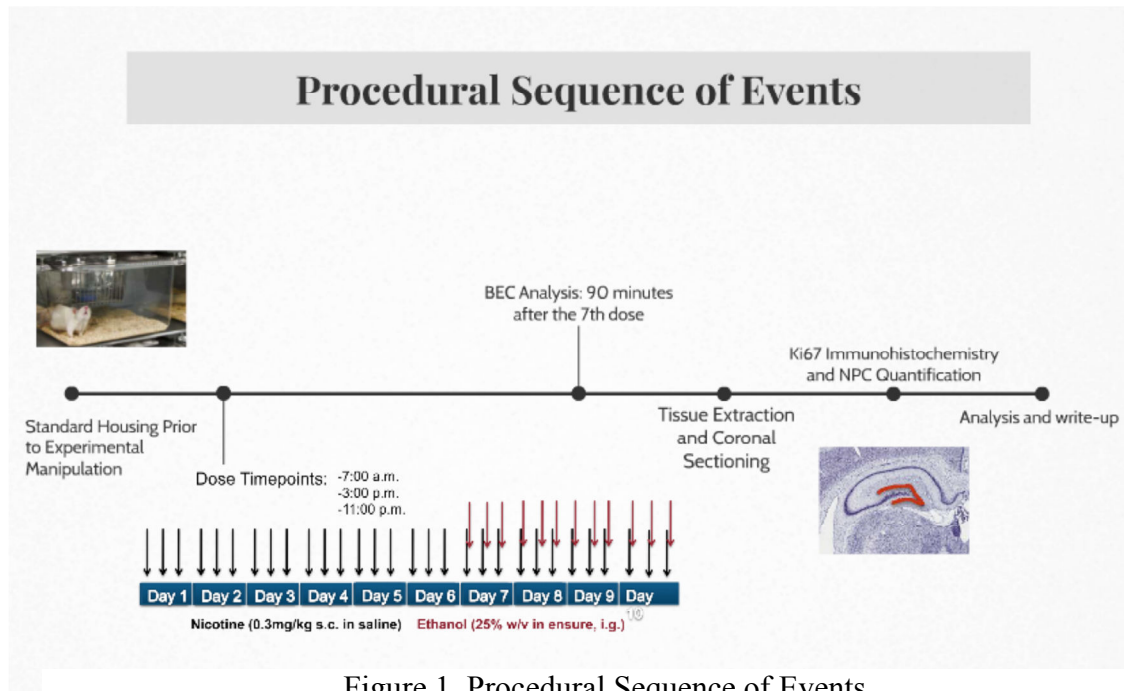 Procedural Sequence of Events
BEC Analysis: 90 minutes
after the 7th dose
Ki67 Immunohistochemistry
and NPC Quantification
Standard Housing Prior
to Experimental
Manipulation
Tissue Extraction
and Coronal
Sectioning
Analysis and write-up
Dose Timepoints:
-7:00 a.m.
-3:00 p.m.
-11:00 p.m.
Day 1 Day 2 Day 3 Day 4 Day 5 Day 6 Day 7 Day 8 Day 9 Day
10
Nicotine (0.3mg/kg s.c. in saline) Ethanol (25% w/v in ensure, i.g.)
Figure 1. Procedural Sequence of Events